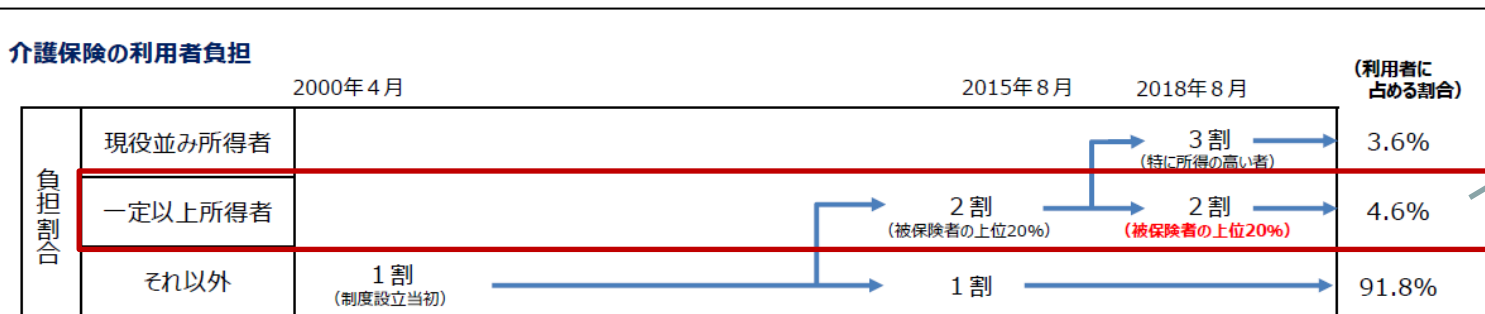 介護保険の利用者負担
2000年4月
2015年8月
2018年8月
(利用者に
占める割合)
負担割合
現役並み所得者
3割
(特に所得の高い者)
3.6%
一定以上所得者
2割
(被保険者の上位20%)
2割
(被保険者の上位20%)
4.6%
それ以外
1割
(制度設立当初)
1割
91.8%